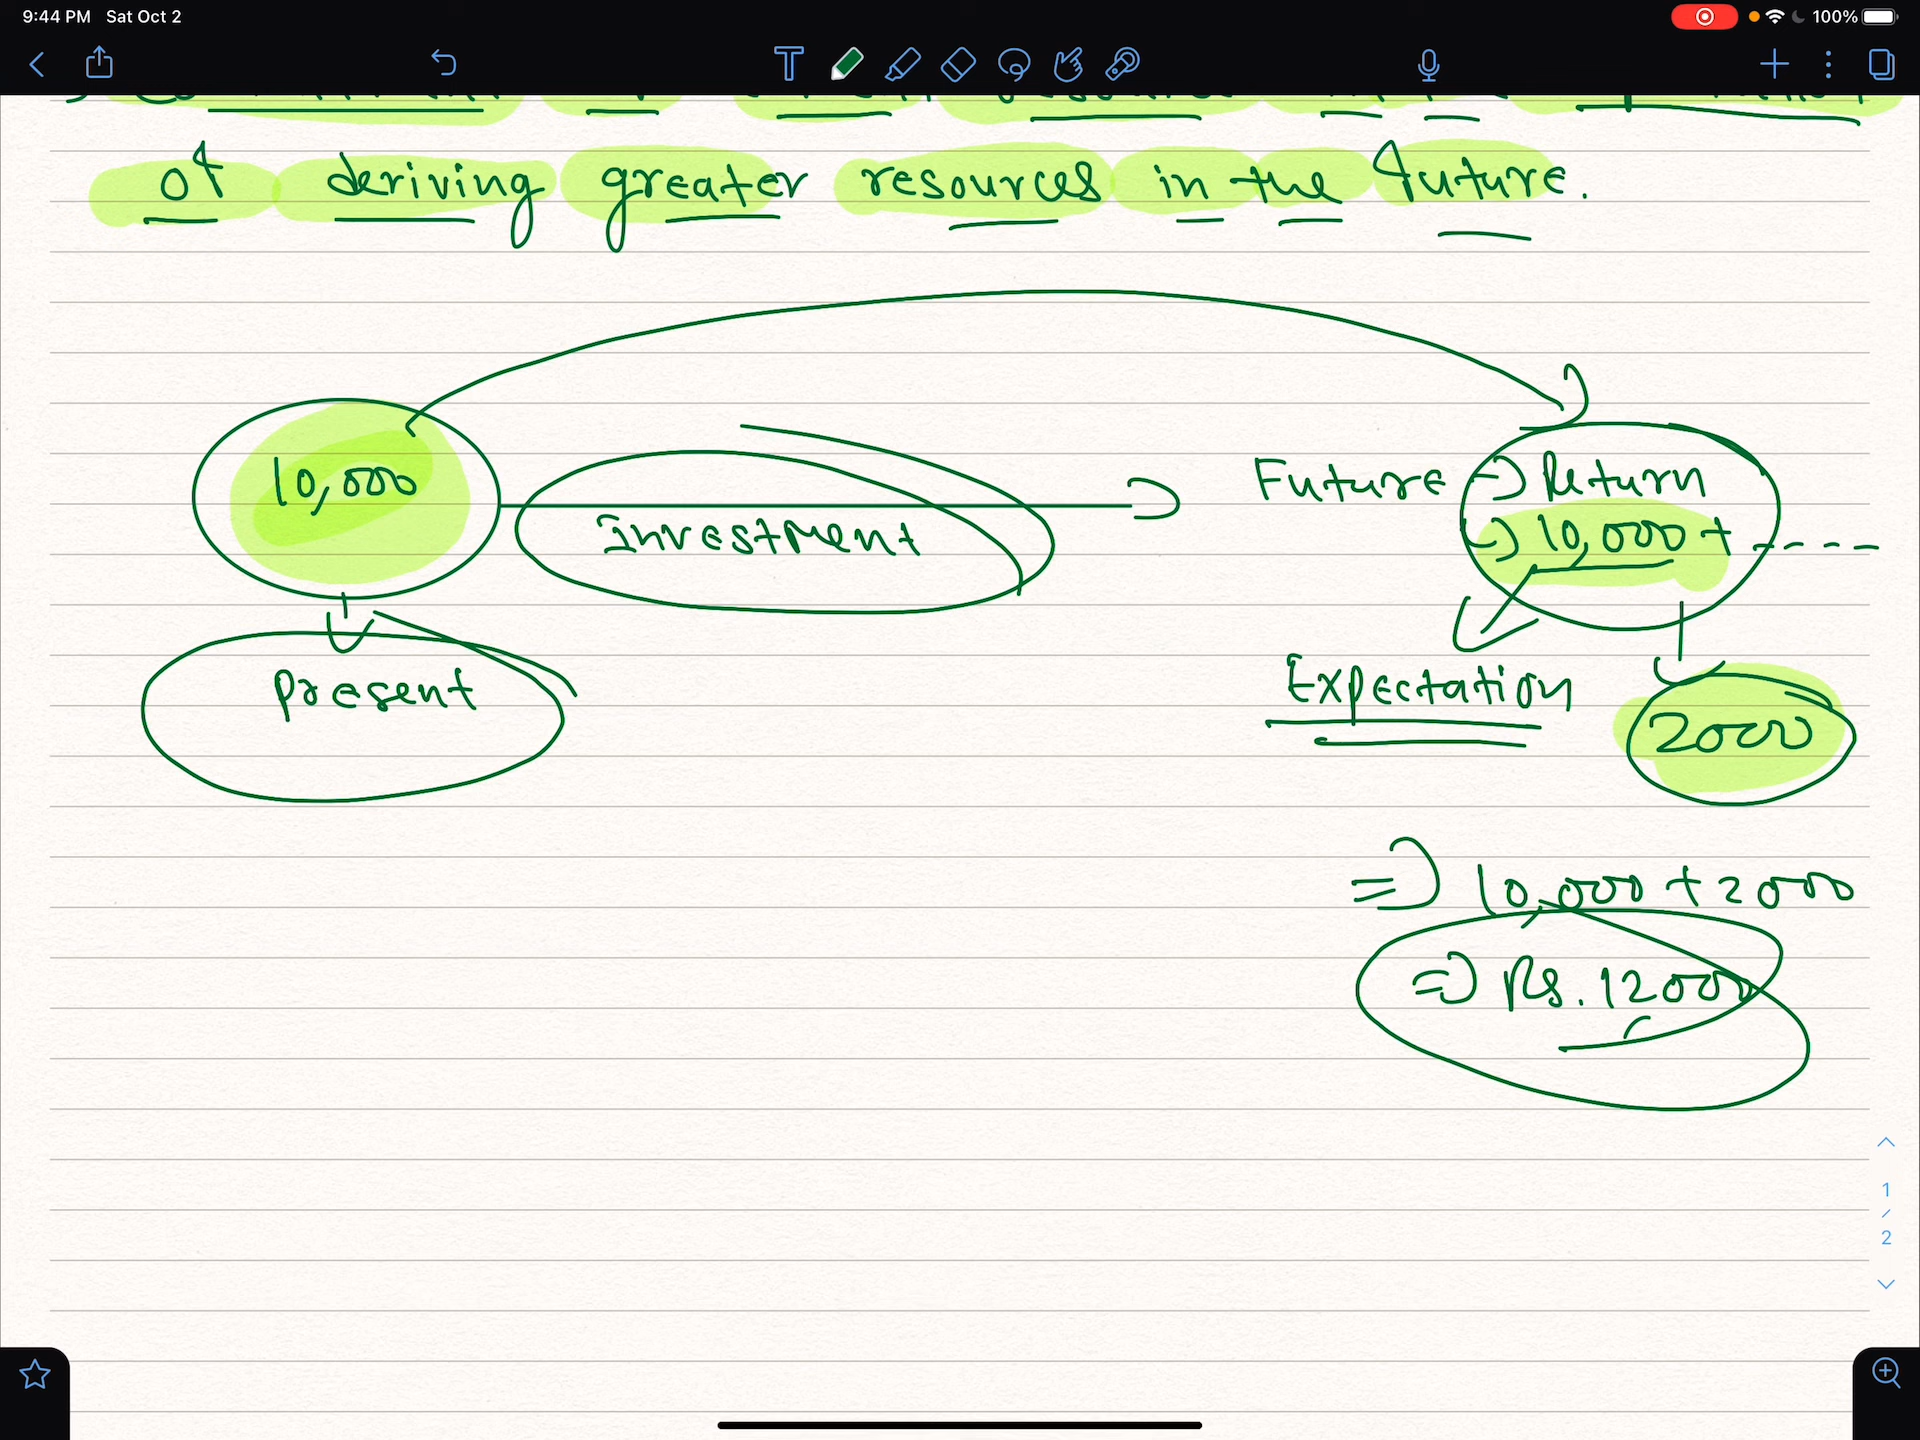 9:44 PM Sat Oct 2
100%
of deriving greater resources in the future.
10,000
Investment
Future => Return
=> 10,000 + -----
Present
Expectation
2000
=> 10,000 + 2000
=> Rs. 12000
1
/
2